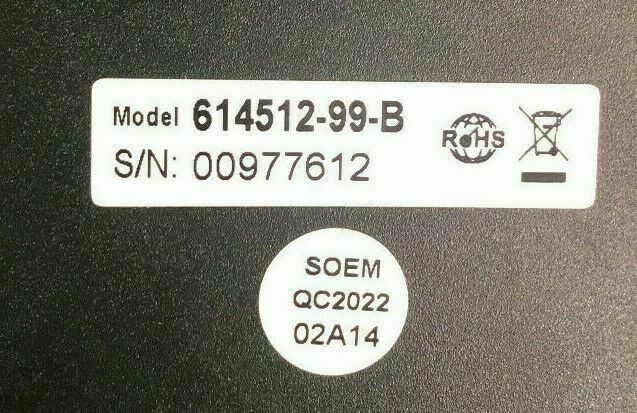 Model 614512-99-B
S/N: 00977612
RoHS
SOEM
QC2022
02A14